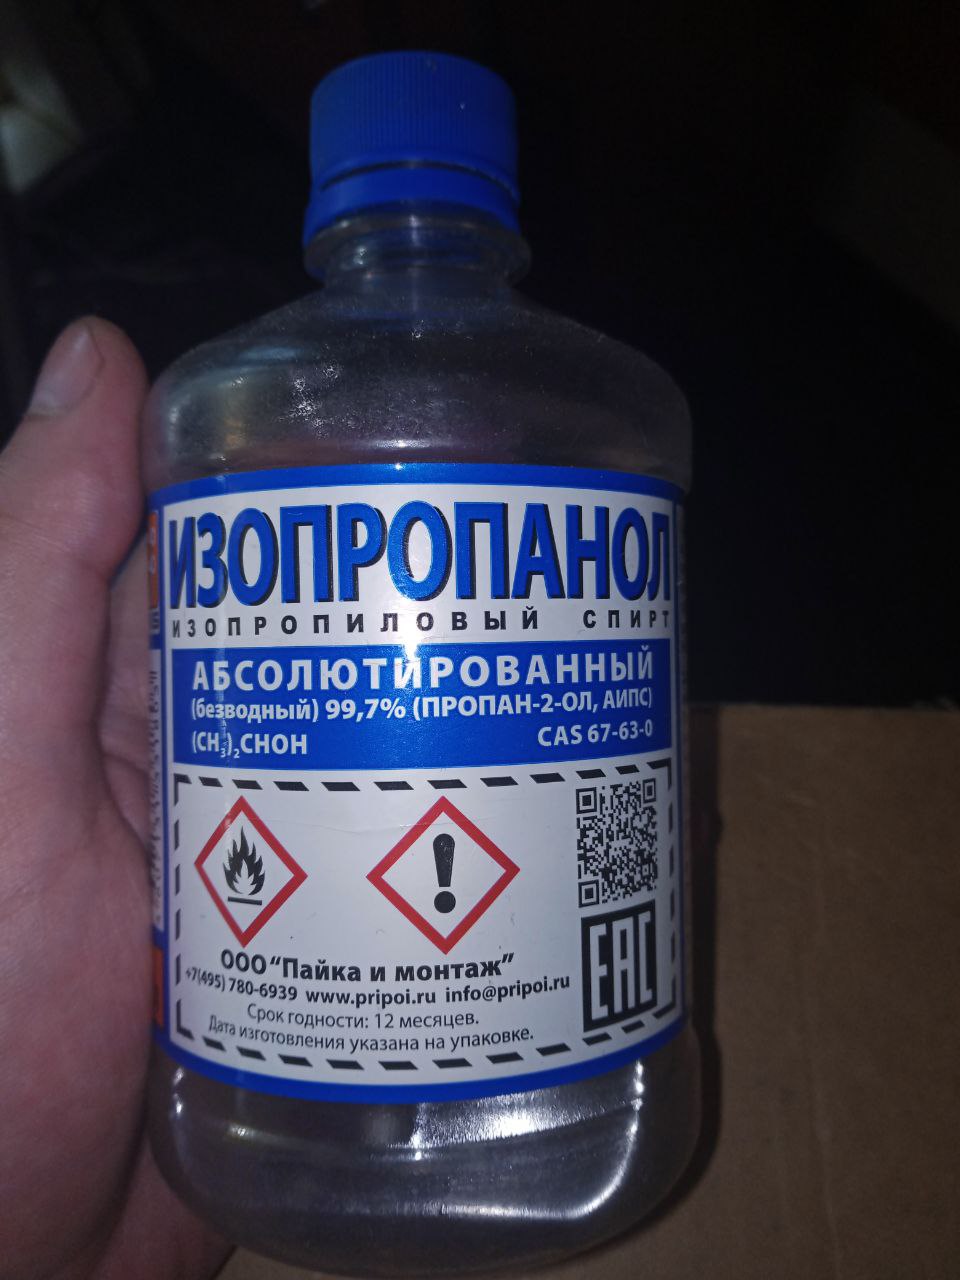 ИЗОПРОПАНОЛ
ИЗОПРОПИЛОВЫЙ СПИРТ
АБСОЛЮТИРОВАННЫЙ
(безводный) 99,7% (ПРОПАН-2-ОЛ, АИПС)
(CH3)2CHOH
CAS 67-63-0
ООО "Пайка и монтаж"
+7(495) 780-6939 www.pripoi.ru info@pripoi.ru
Срок годности: 12 месяцев.
Дата изготовления указана на упаковке.
EAC